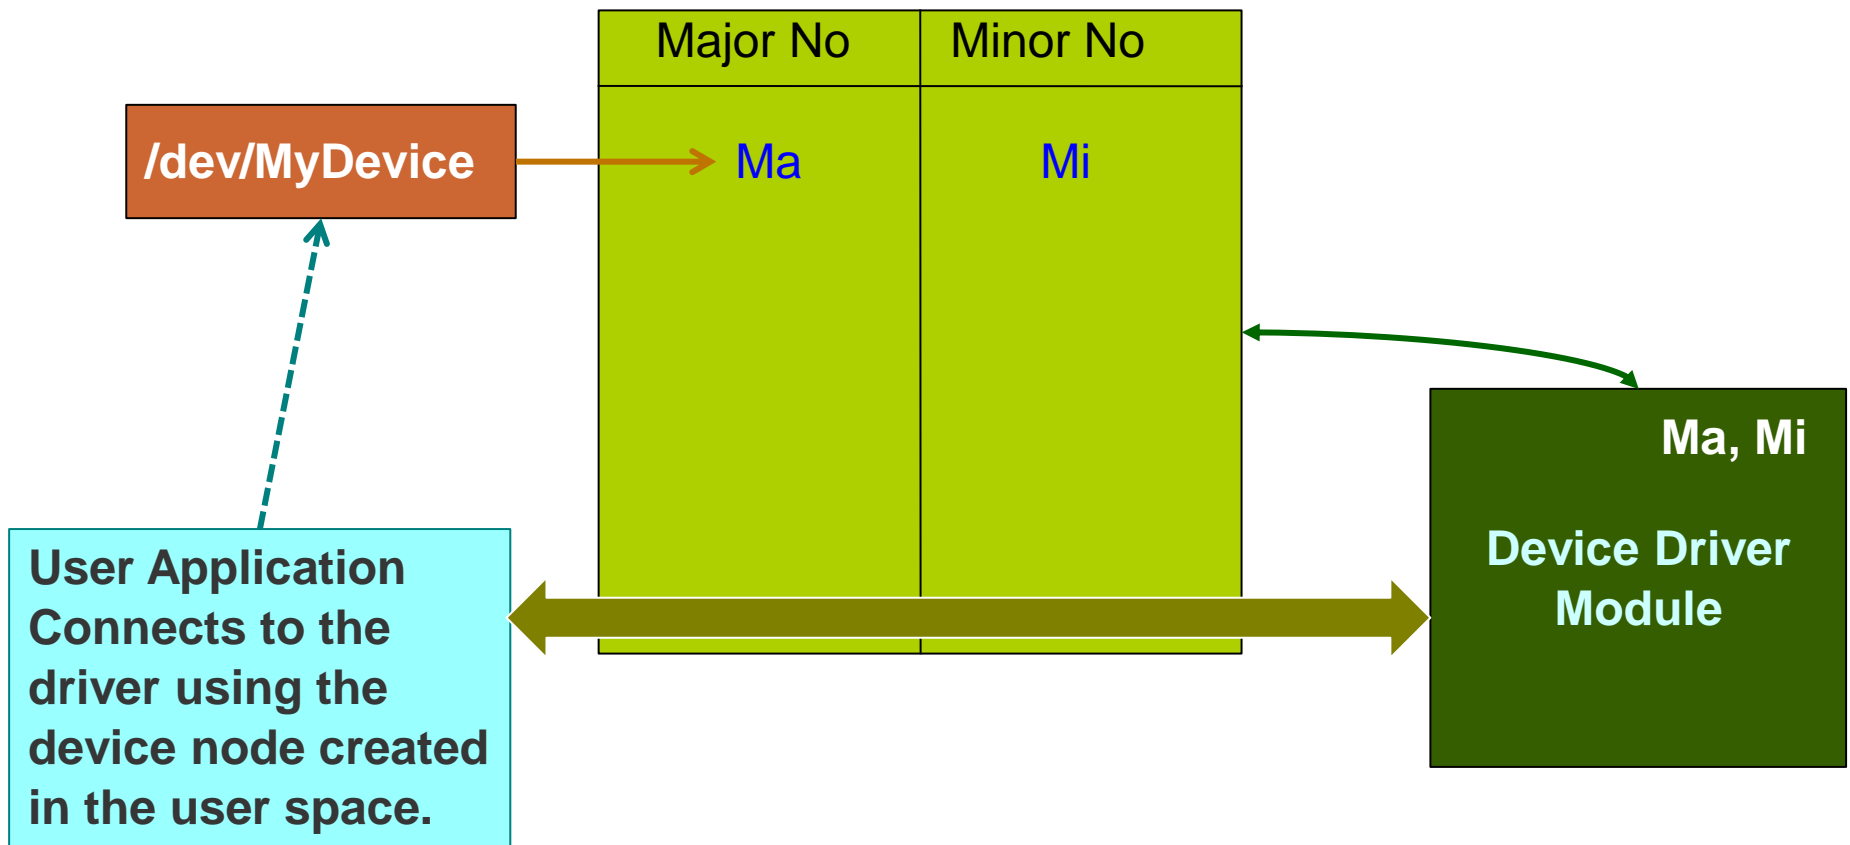 Major No Minor No
/dev/MyDevice
Ma Mi
Ma, Mi
Device Driver
Module
User Application
Connects to the
driver using the
device node created
in the user space.